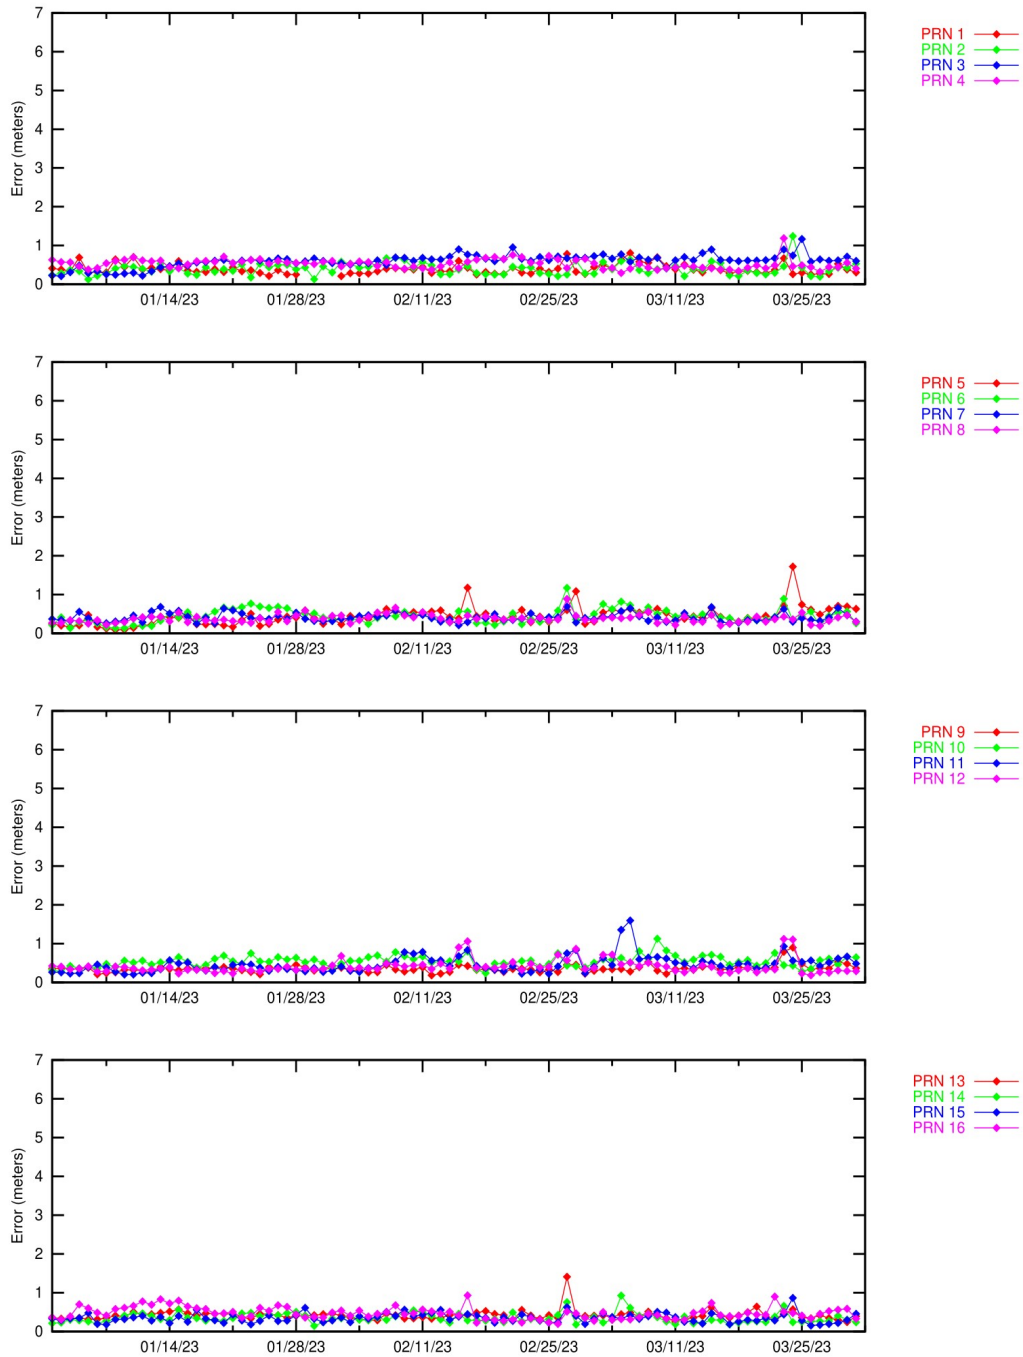 7
6
5
4
3
2
1
0
Error (meters)
01/14/23 01/28/23 02/11/23 02/25/23 03/11/23 03/25/23
PRN 1
PRN 2
PRN 3
PRN 4
7
6
5
4
3
2
1
0
Error (meters)
01/14/23 01/28/23 02/11/23 02/25/23 03/11/23 03/25/23
PRN 5
PRN 6
PRN 7
PRN 8
7
6
5
4
3
2
1
0
Error (meters)
01/14/23 01/28/23 02/11/23 02/25/23 03/11/23 03/25/23
PRN 9
PRN 10
PRN 11
PRN 12
7
6
5
4
3
2
1
0
Error (meters)
01/14/23 01/28/23 02/11/23 02/25/23 03/11/23 03/25/23
PRN 13
PRN 14
PRN 15
PRN 16